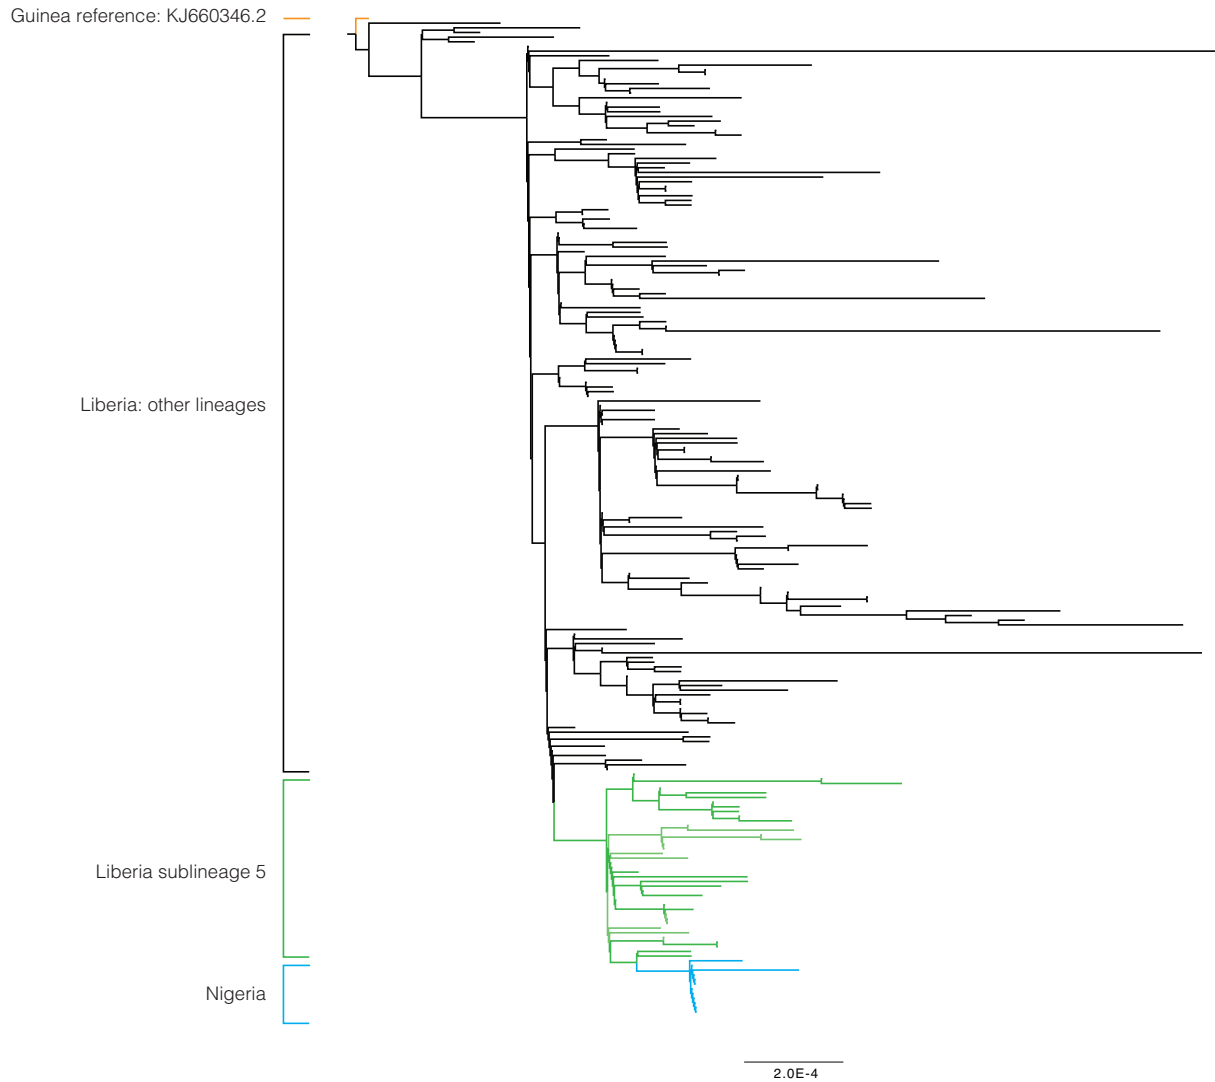 Guinea reference: KJ660346.2
Liberia: other lineages
Liberia sublineage 5
Nigeria
2.0E-4